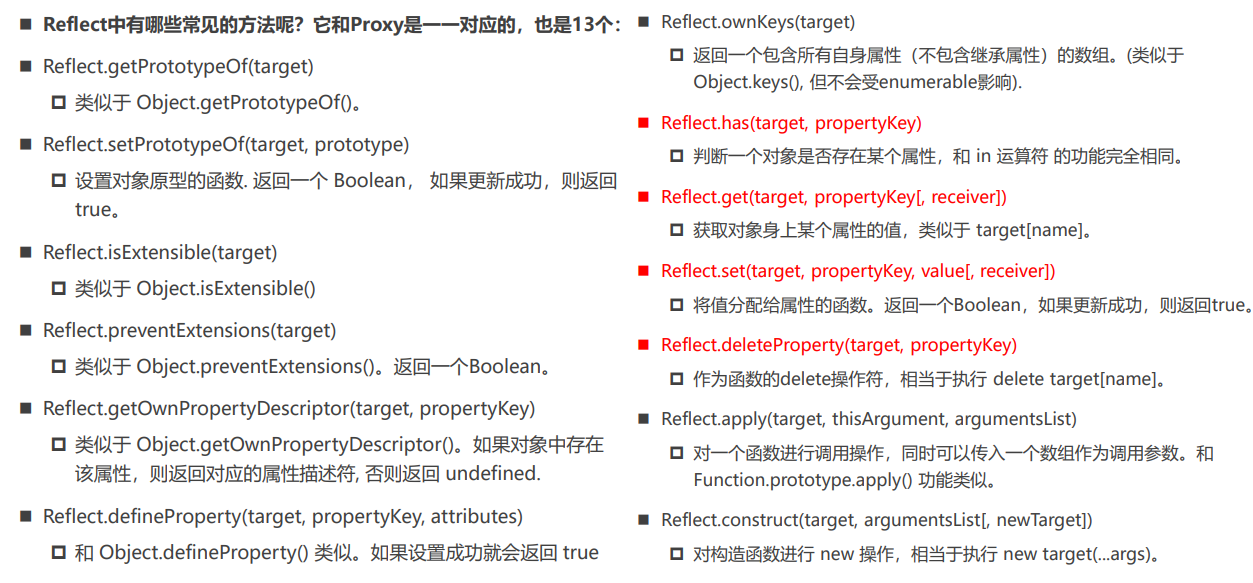 Reflect中有哪些常见的方法呢？它和Proxy是一一对应的，也是13个：
Reflect.getPrototypeOf(target)
类似于 Object.getPrototypeOf()。
Reflect.setPrototypeOf(target, prototype)
设置对象原型的函数. 返回一个 Boolean， 如果更新成功，则返回
true。
Reflect.isExtensible(target)
类似于 Object.isExtensible()
Reflect.preventExtensions(target)
类似于 Object.preventExtensions()。返回一个Boolean。
Reflect.getOwnPropertyDescriptor(target, propertyKey)
类似于 Object.getOwnPropertyDescriptor()。如果对象中存在
该属性，则返回对应的属性描述符, 否则返回 undefined.
Reflect.defineProperty(target, propertyKey, attributes)
和 Object.defineProperty() 类似。如果设置成功就会返回 true
Reflect.ownKeys(target)
返回一个包含所有自身属性（不包含继承属性）的数组。(类似于
Object.keys(), 但不会受enumerable影响).
Reflect.has(target, propertyKey)
判断一个对象是否存在某个属性，和 in 运算符 的功能完全相同。
Reflect.get(target, propertyKey[, receiver])
获取对象身上某个属性的值，类似于 target[name]。
Reflect.set(target, propertyKey, value[, receiver])
将值分配给属性的函数。返回一个Boolean，如果更新成功，则返回true。
Reflect.deleteProperty(target, propertyKey)
作为函数的delete操作符，相当于执行 delete target[name]。
Reflect.apply(target, thisArgument, argumentsList)
对一个函数进行调用操作，同时可以传入一个数组作为调用参数。和
Function.prototype.apply() 功能类似。
Reflect.construct(target, argumentsList[, newTarget])
对构造函数进行 new 操作，相当于执行 new target(...args)。